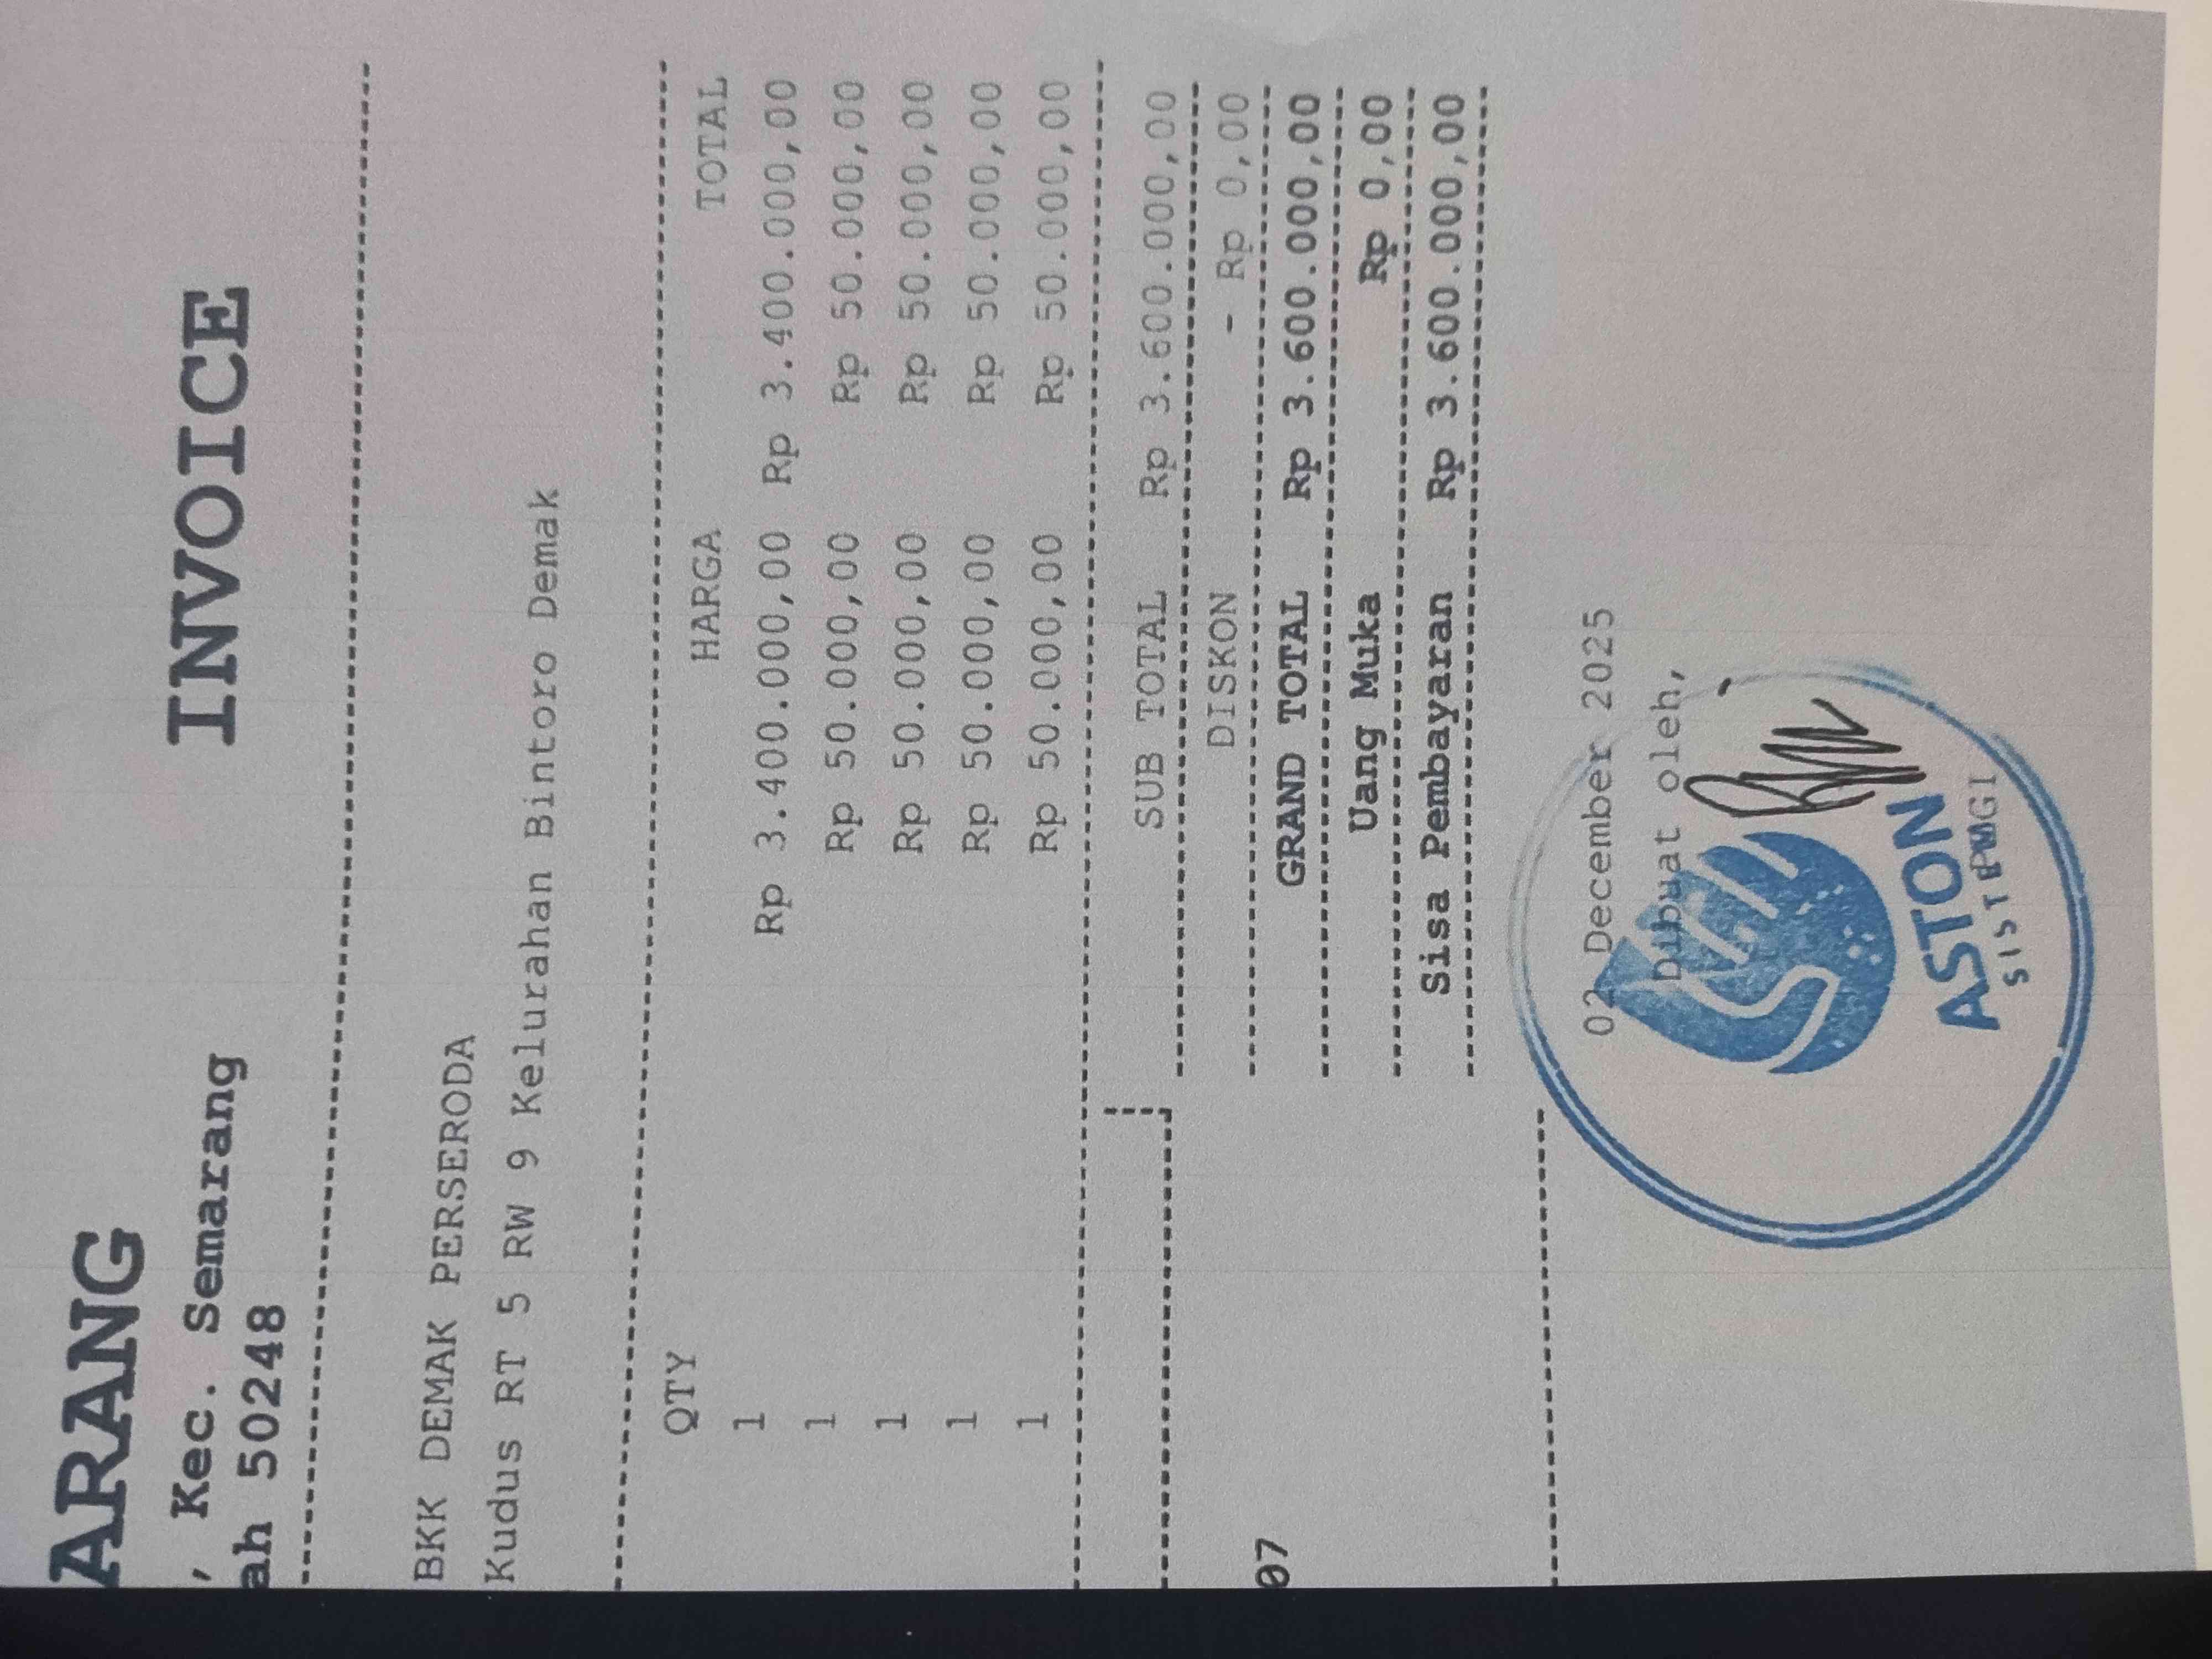 ARANG
, Kec. Semarang INVOICE
ah 50248
BKK DEMAK PERSERODA
Kudus RT 5 RW 9 Kelurahan Bintoro Demak
QTY HARGA TOTAL
1 Rp 3.400.000,00 Rp 3.400.000,00
1 Rp 50.000,00 Rp 50.000,00
1 Rp 50.000,00 Rp 50.000,00
1 Rp 50.000,00 Rp 50.000,00
1 Rp 50.000,00 Rp 50.000,00
SUB TOTAL Rp 3.600.000,00
DISKON - Rp 0,00
07 GRAND TOTAL Rp 3.600.000,00
Uang Muka Rp 0,00
Sisa Pembayaran Rp 3.600.000,00
02 December 2025
Dibuat oleh,
ASTON